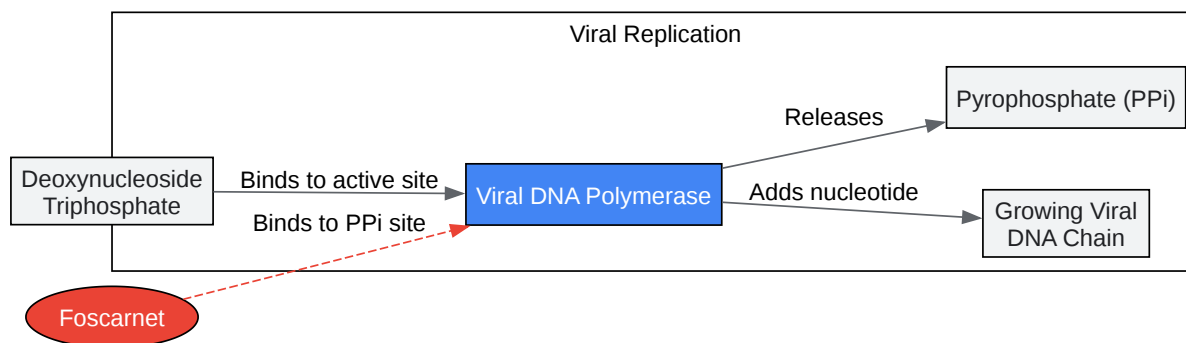 Viral Replication
Pyrophosphate (PPi)
Releases
Deoxynucleoside
Triphosphate
Binds to active site
Viral DNA Polymerase
Adds nucleotide
Binds to PPi site
Growing Viral
DNA Chain
Foscarnet